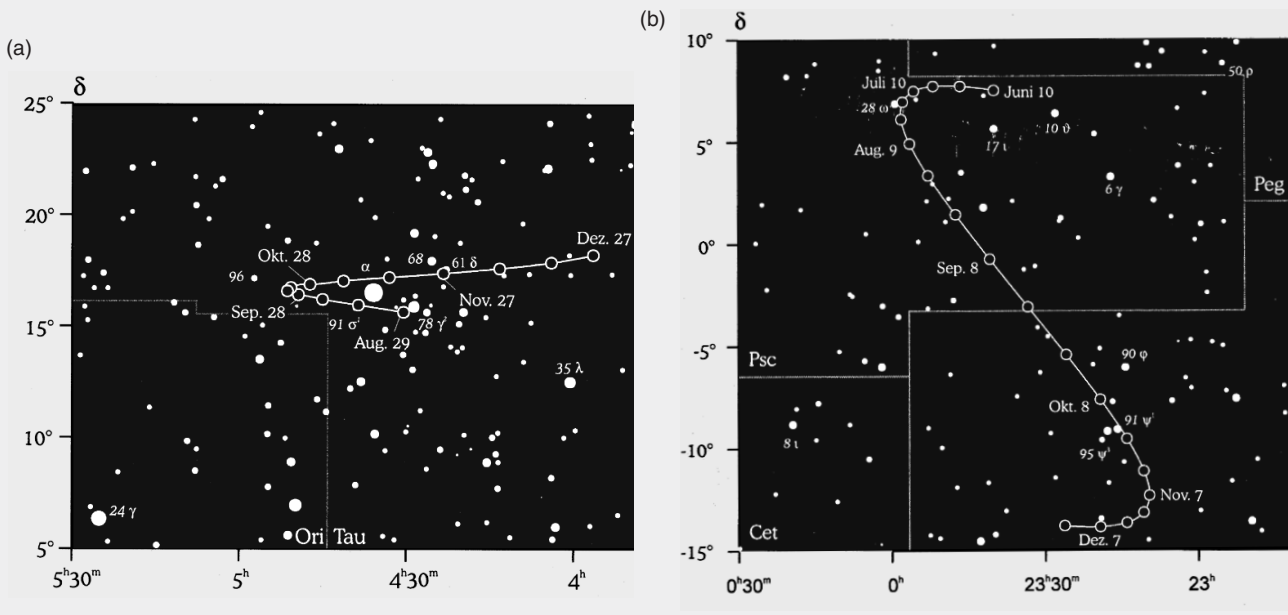 (a)
δ
25°
20°
15°
10°
5°
Dez. 27
Okt. 28
α
68
61 δ
96
Nov. 27
Sep. 28
91 σ¹
78 γ²
Aug. 29
35 λ
24 γ
Ori Tau
5ʰ30ᵐ
5ʰ
4ʰ30ᵐ
4ʰ
(b)
δ
10°
5°
0°
-5°
-10°
-15°
50 ρ
Juli 10
Juni 10
28 ω
10 ϑ
17 ι
Aug. 9
6 γ
Peg
Sep. 8
Psc
90 φ
Okt. 8
91 ψ¹
95 ψ³
8 ι
Nov. 7
Cet
Dez. 7
0ʰ30ᵐ
0ʰ
23ʰ30ᵐ
23ʰ